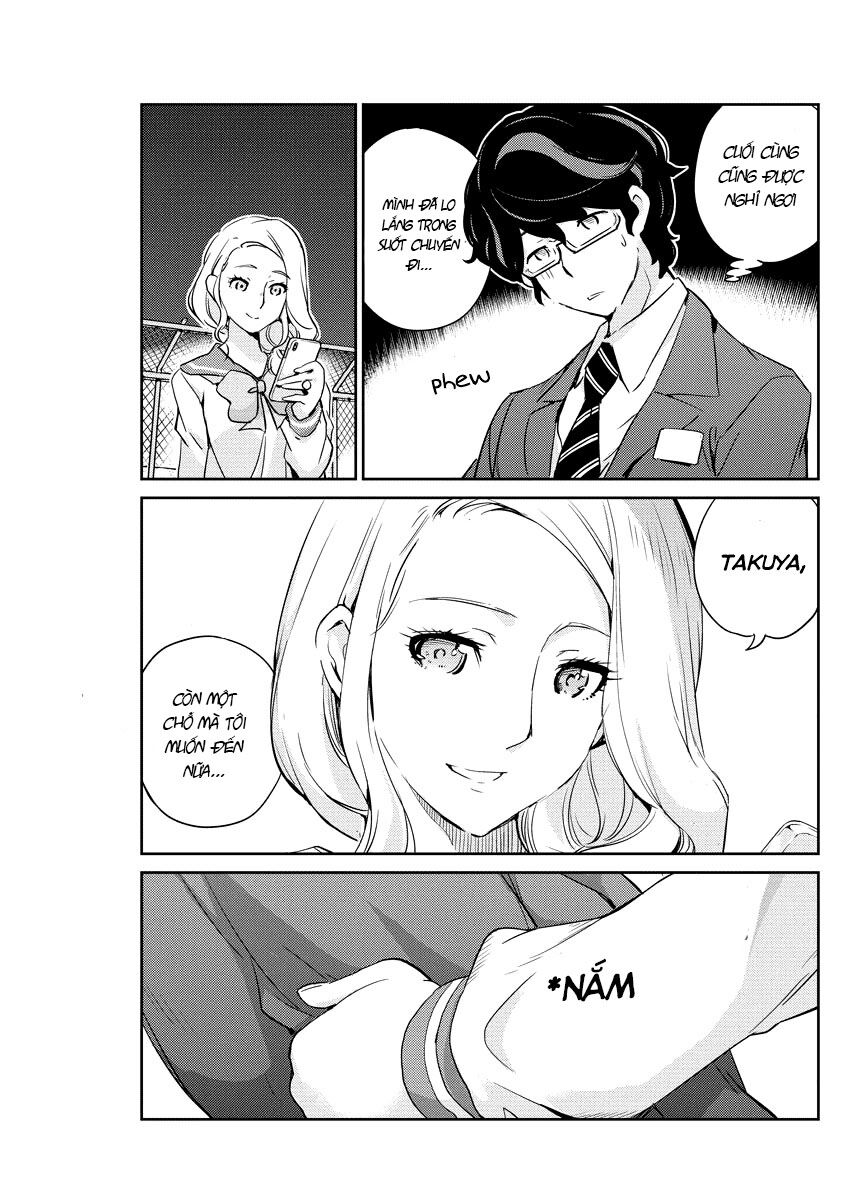 CUỐI CÙNG
CŨNG ĐƯỢC
NGHỈ NGƠI
MÌNH ĐÃ LO
LẮNG TRONG
SUỐT CHUYẾN
ĐI...
phew
TAKUYA,
CÒN MỘT
CHỖ MÀ TÔI
MUỐN ĐẾN
NỮA...
*NẮM